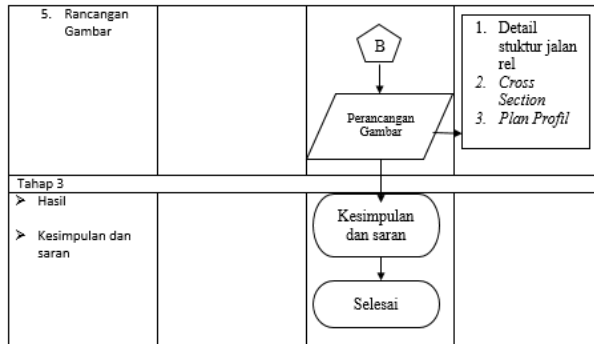 5. Rancangan
Gambar
B
1. Detail
stuktur jalan
rel
2. Cross
Section
3. Plan Profil
Perancangan
Gambar
Tahap 3
➤ Hasil
➤ Kesimpulan dan
saran
Kesimpulan
dan saran
Selesai